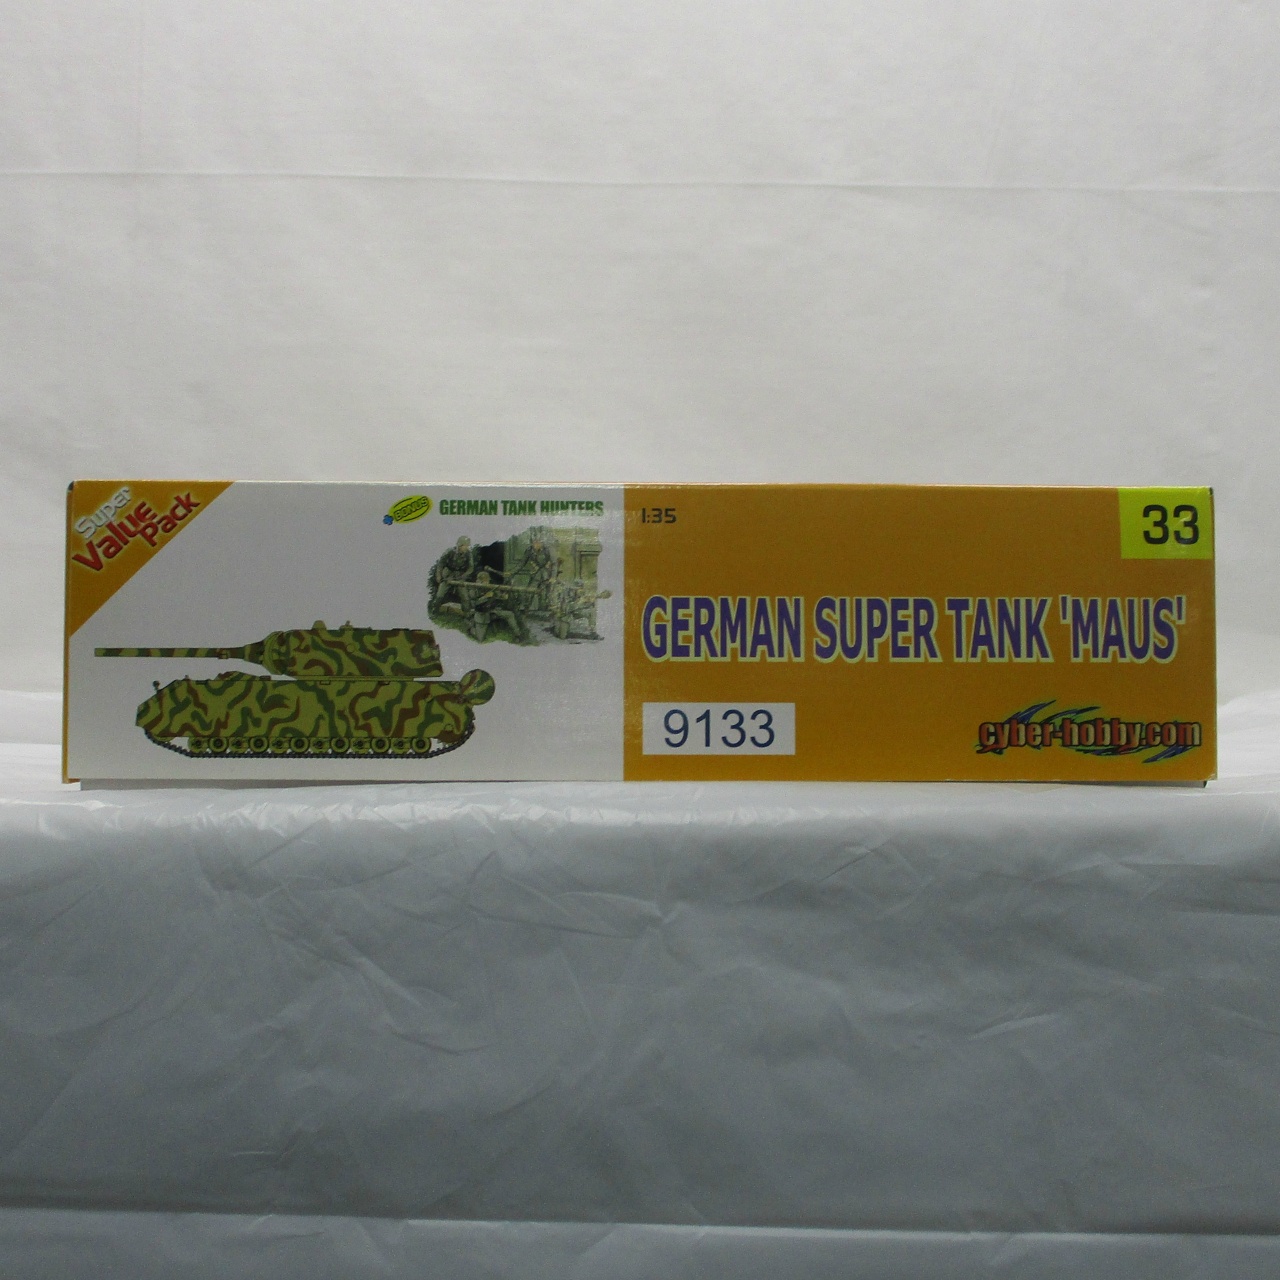 Super
Value
Pack
BONUS
GERMAN TANK HUNTERS
1:35
33
GERMAN SUPER TANK 'MAUS'
9133
cyber-hobby.com